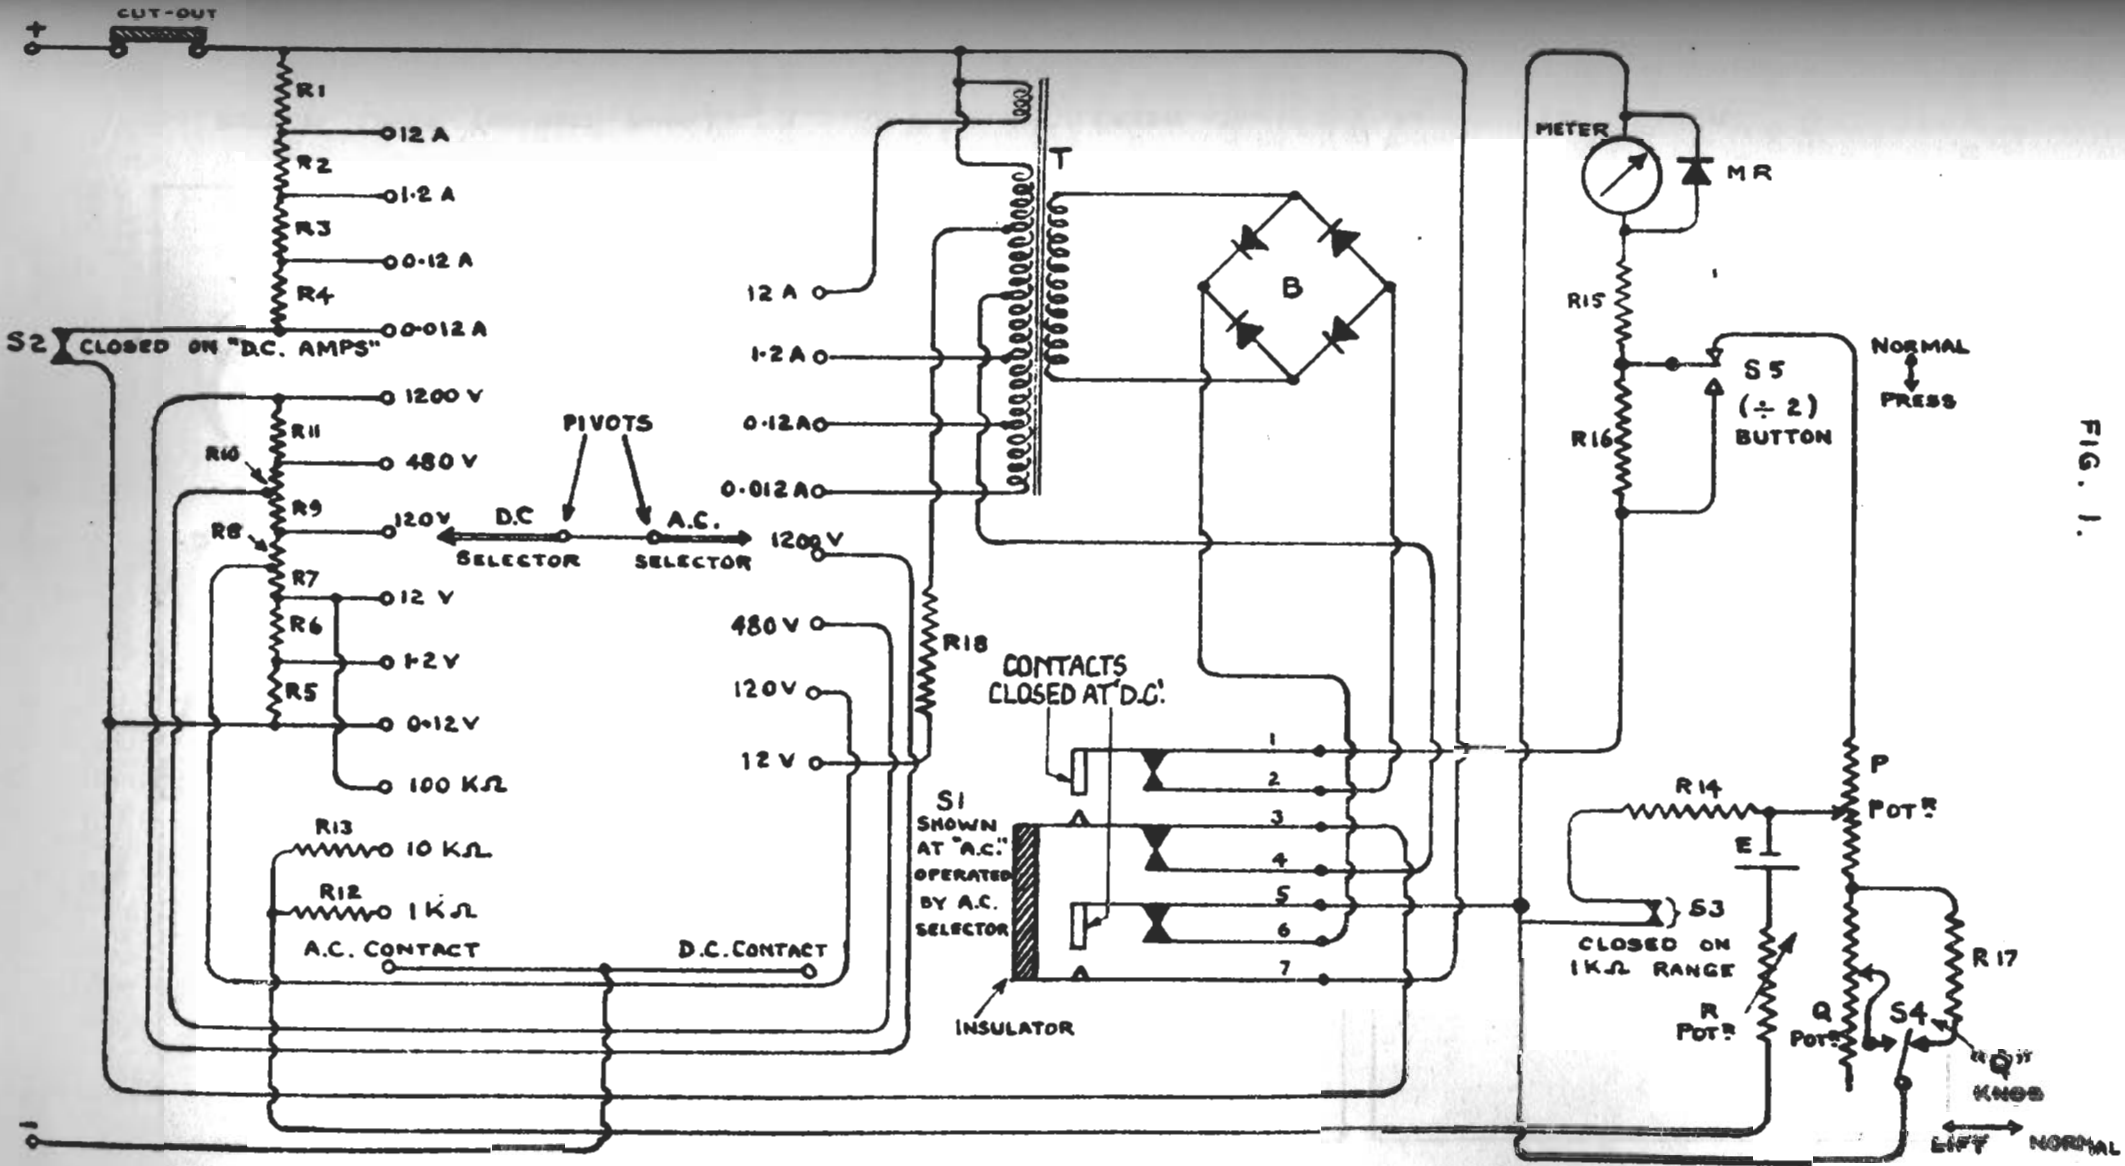 CUT-OUT
+
R1
12 A
R2
1·2 A
R3
0·12 A
R4
0·012 A
S2
CLOSED ON "D.C. AMPS"
1200 V
R11
R10
480 V
R9
120V
R8
R7
12 V
R6
1·2 V
R5
0·12 V
100 KΩ
R13
10 KΩ
R12
1 KΩ
A.C. CONTACT
D.C. CONTACT
-
PIVOTS
D.C
SELECTOR
A.C.
SELECTOR
12 A
1·2 A
0·12 A
0·012 A
1200 V
480 V
120V
12 V
R18
T
B
CONTACTS
CLOSED AT "D.C."
S1
SHOWN
AT "A.C."
OPERATED
BY A.C.
SELECTOR
INSULATOR
1
2
3
4
5
6
7
METER
MR
R15
R16
S5
(÷ 2)
BUTTON
NORMAL
PRESS
P
POTR
R14
E
S3
CLOSED ON
1KΩ RANGE
R
POTR
Q
POTR
S4
R17
"Q"
KNOB
LIFT
NORMAL
FIG. 1.